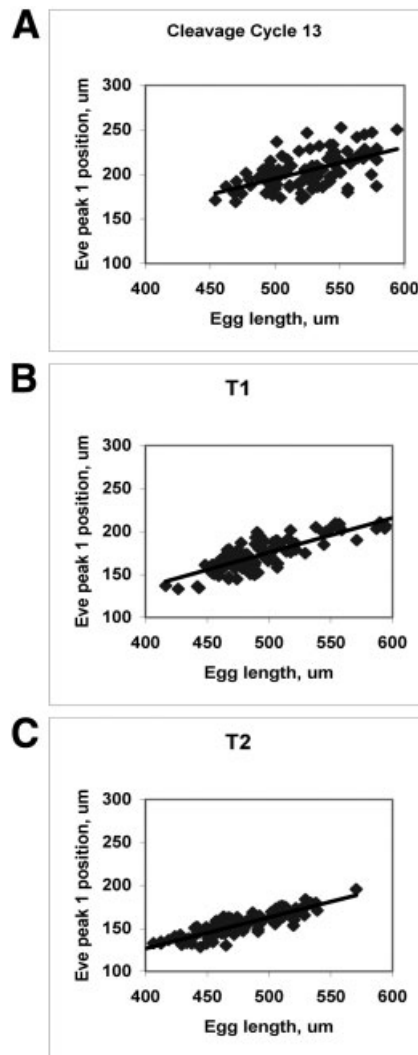 A
Cleavage Cycle 13
Eve peak 1 position, um
300
250
200
150
100
400 450 500 550 600
Egg length, um
B
T1
Eve peak 1 position, um
300
250
200
150
100
400 450 500 550 600
Egg length, um
C
T2
Eve peak 1 position, um
300
250
200
150
100
400 450 500 550 600
Egg length, um